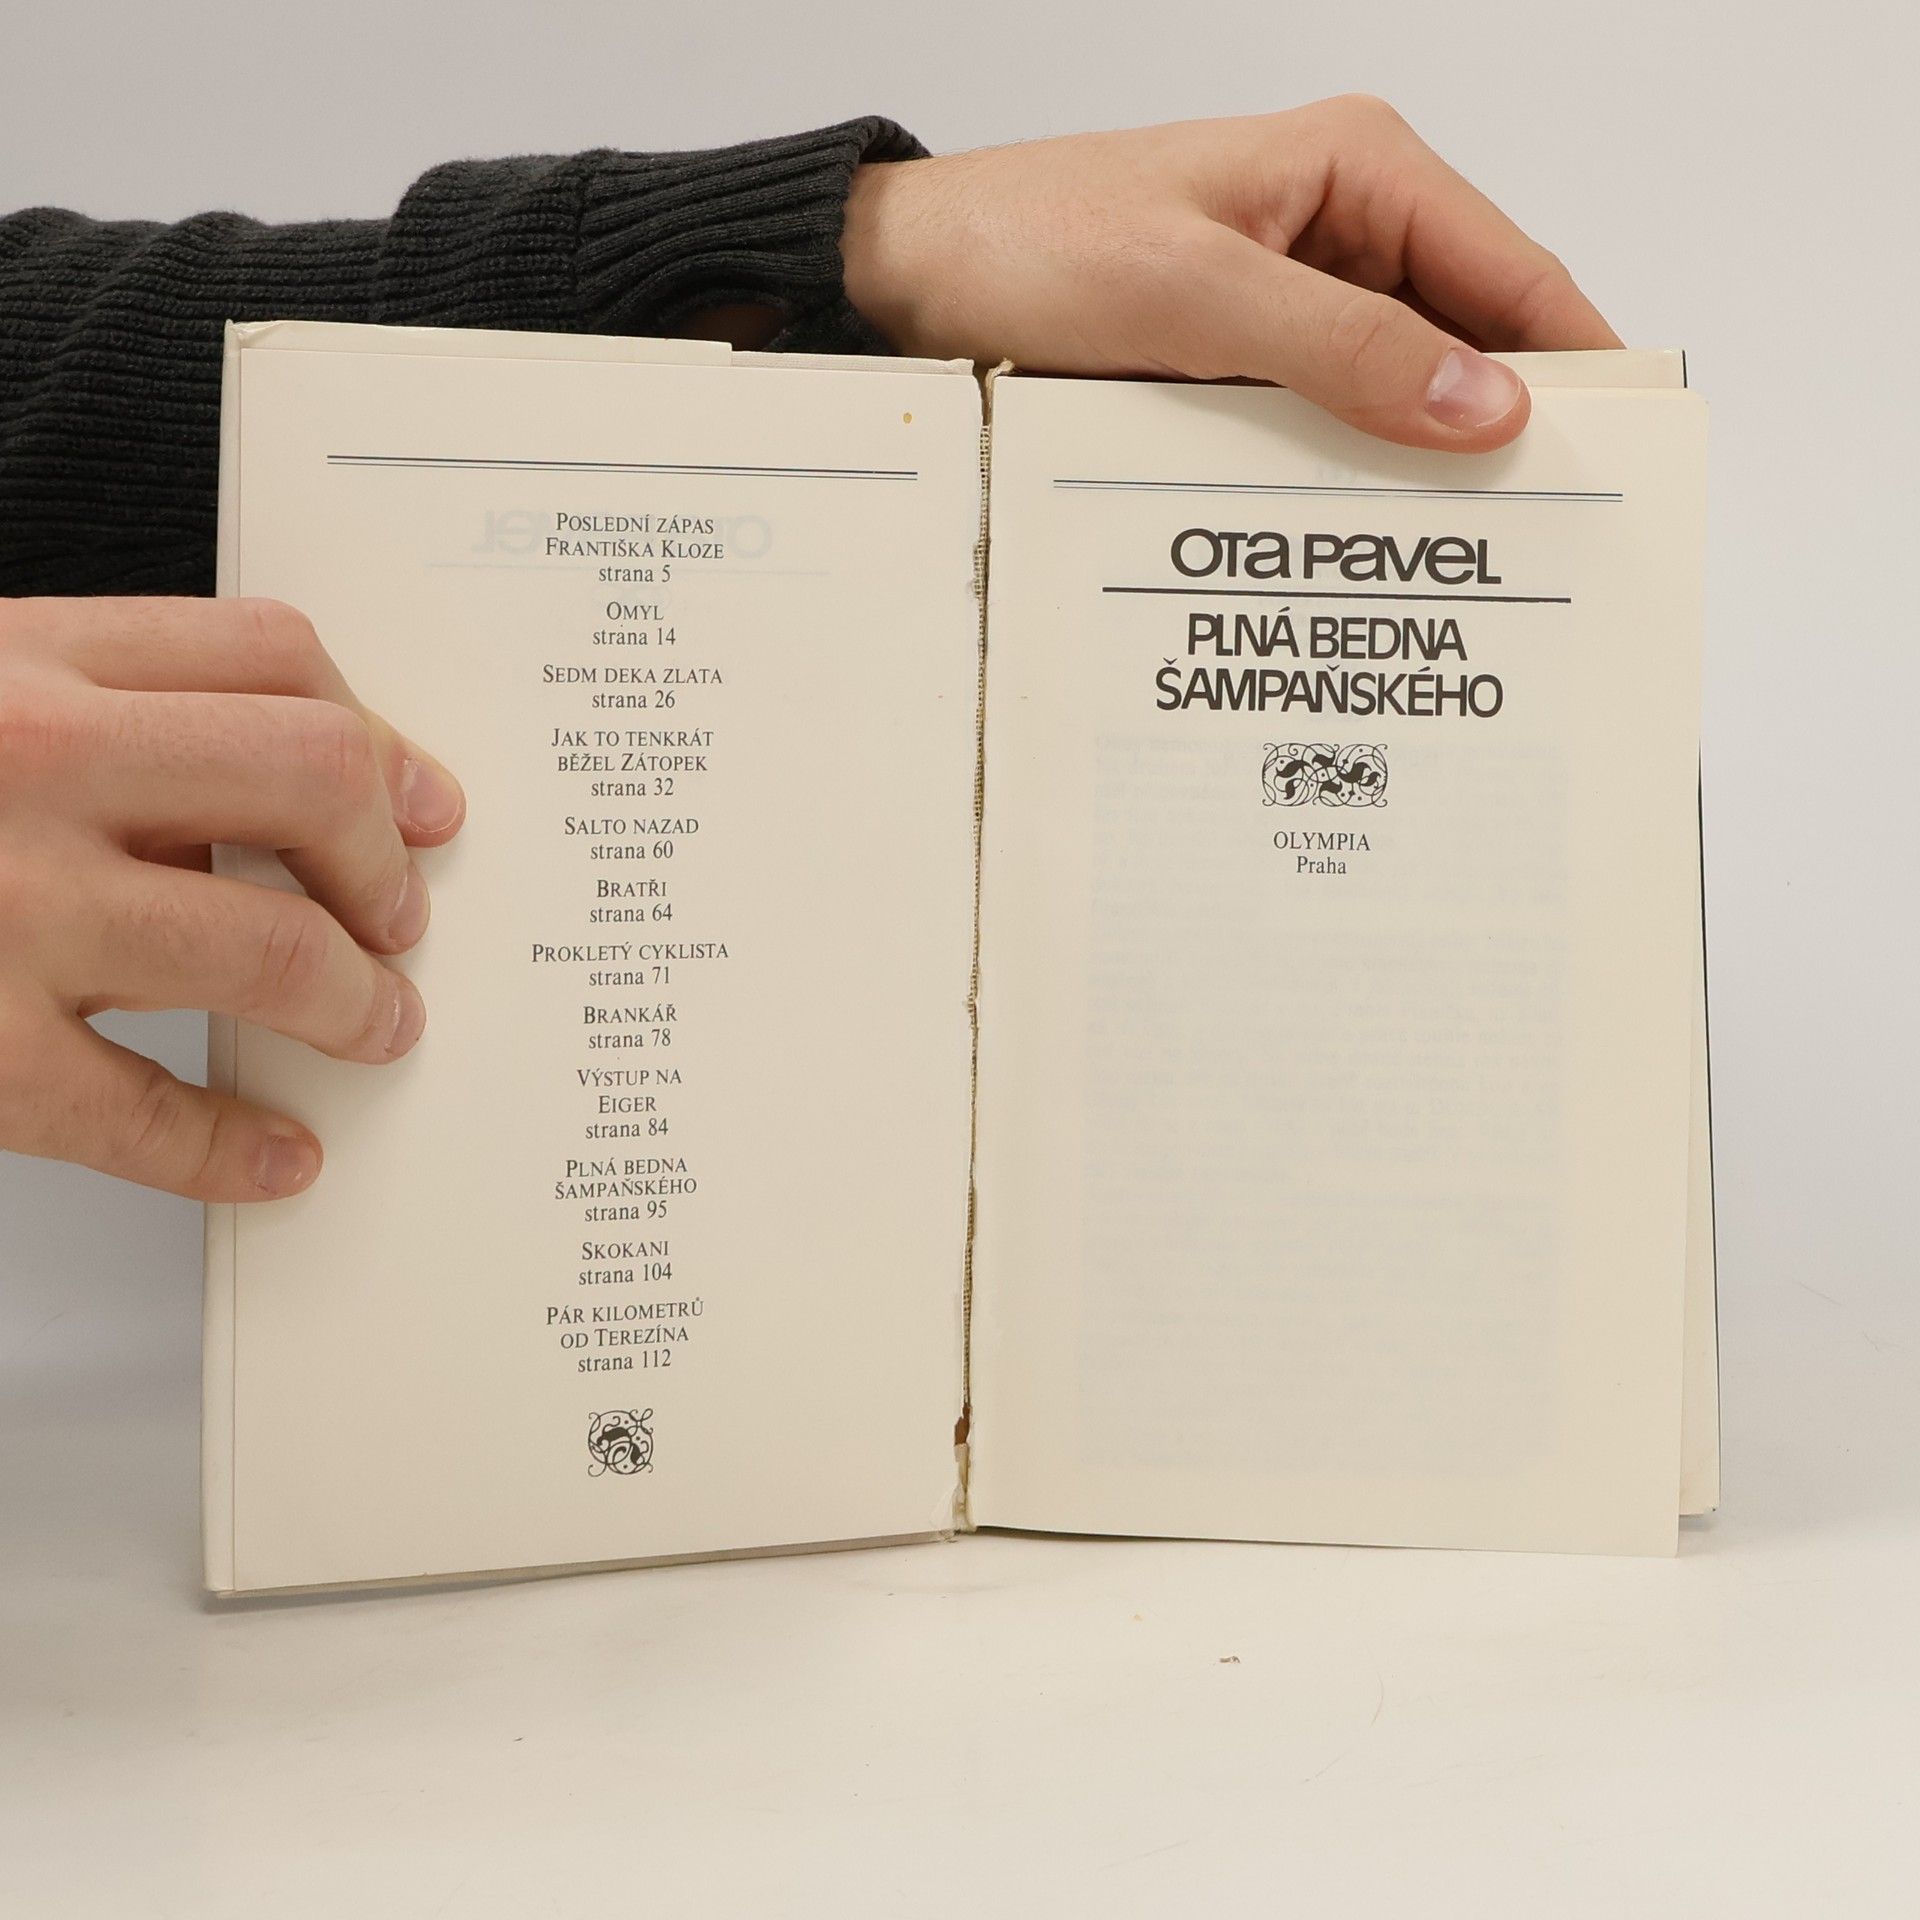 POSLEDNÍ ZÁPAS
FRANTIŠKA KLOZE
strana 5
OMYL
strana 14
SEDM DEKA ZLATA
strana 26
JAK TO TENKRÁT
BĚŽEL ZÁTOPEK
strana 32
SALTO NAZAD
strana 60
BRATŘI
strana 64
PROKLETÝ CYKLISTA
strana 71
BRANKÁŘ
strana 78
VÝSTUP NA
EIGER
strana 84
PLNÁ BEDNA
ŠAMPAŇSKÉHO
strana 95
SKOKANI
strana 104
PÁR KILOMETRŮ
OD TEREZÍNA
strana 112
OTa PaVeL
PLNÁ BEDNA
ŠAMPAŇSKÉHO
OLYMPIA
Praha